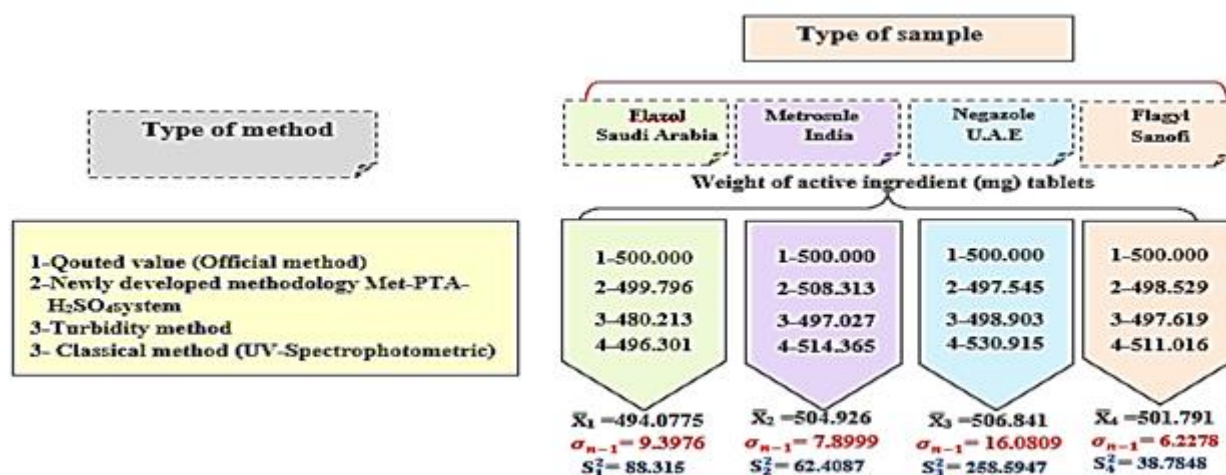 Type of sample
Type of method
Flazol
Saudi Arabia
Metrosule
India
Negazole
U.A.E
Flagyl
Sanofi
Weight of active ingredient (mg) tablets
1-Qouted value (Official method)
2-Newly developed methodology Met-PTA-
H₂SO₄system
3-Turbidity method
3- Classical method (UV-Spectrophotometric)
1-500.000
2-499.796
3-480.213
4-496.301
1-500.000
2-508.313
3-497.027
4-514.365
1-500.000
2-497.545
3-498.903
4-530.915
1-500.000
2-498.529
3-497.619
4-511.016
X̅₁ =494.0775
σₙ₋₁= 9.3976
S₁²= 88.315
X̅₂ =504.926
σₙ₋₁= 7.8999
S₂²= 62.4087
X̅₃ =506.841
σₙ₋₁= 16.0809
S₃²= 258.5947
X̅₄ =501.791
σₙ₋₁= 6.2278
S₄²= 38.7848